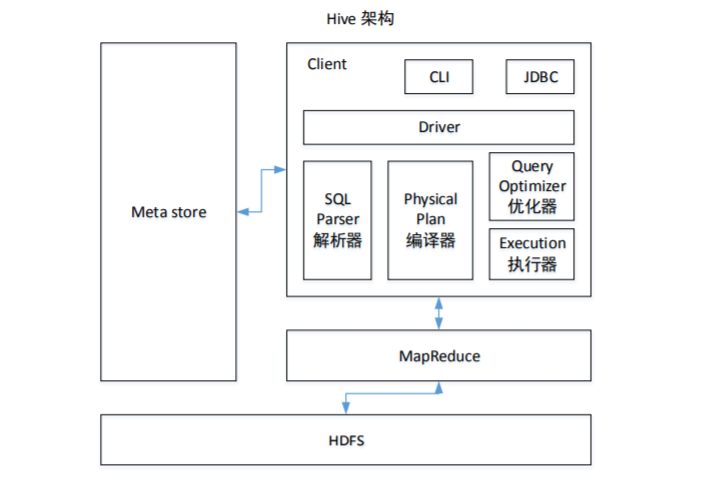 Hive 架构
Client
CLI
JDBC
Driver
Meta store
SQL
Parser
解析器
Physical
Plan
编译器
Query
Optimizer
优化器
Execution
执行器
MapReduce
HDFS